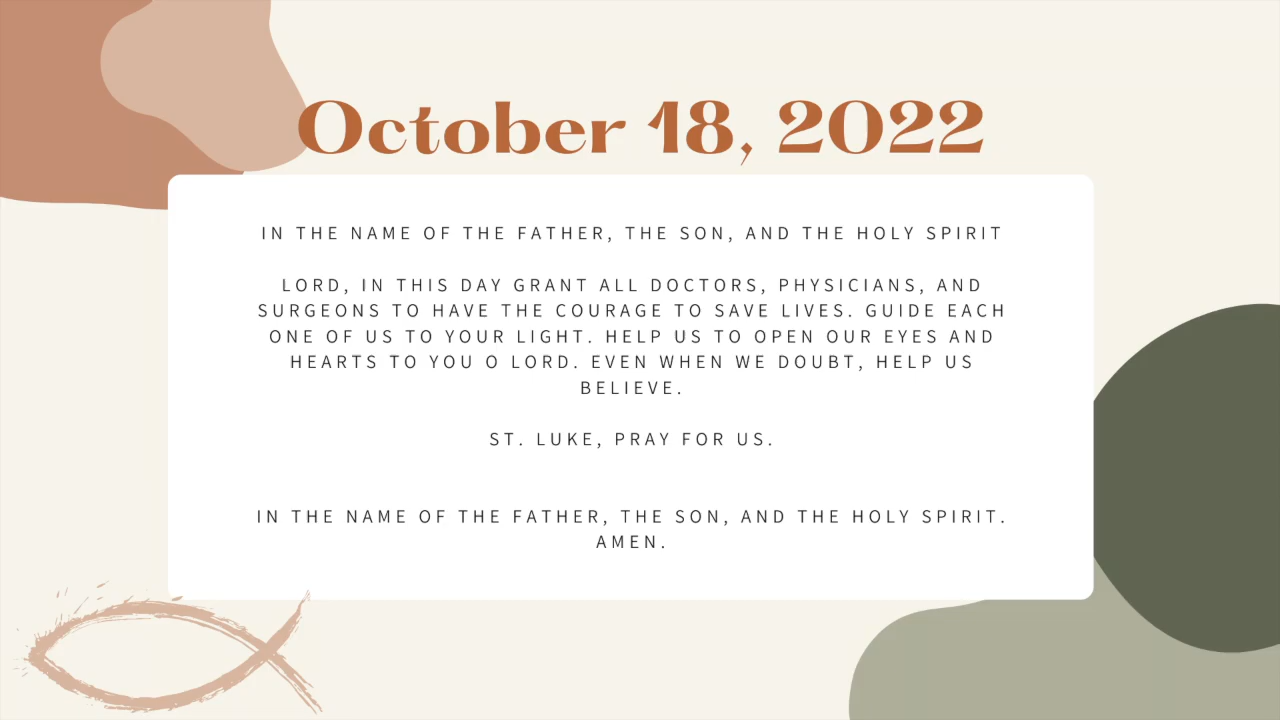 October 18, 2022
IN THE NAME OF THE FATHER, THE SON, AND THE HOLY SPIRIT
LORD, IN THIS DAY GRANT ALL DOCTORS, PHYSICIANS, AND
SURGEONS TO HAVE THE COURAGE TO SAVE LIVES. GUIDE EACH
ONE OF US TO YOUR LIGHT. HELP US TO OPEN OUR EYES AND
HEARTS TO YOU O LORD. EVEN WHEN WE DOUBT, HELP US
BELIEVE.
ST. LUKE, PRAY FOR US.
IN THE NAME OF THE FATHER, THE SON, AND THE HOLY SPIRIT.
AMEN.